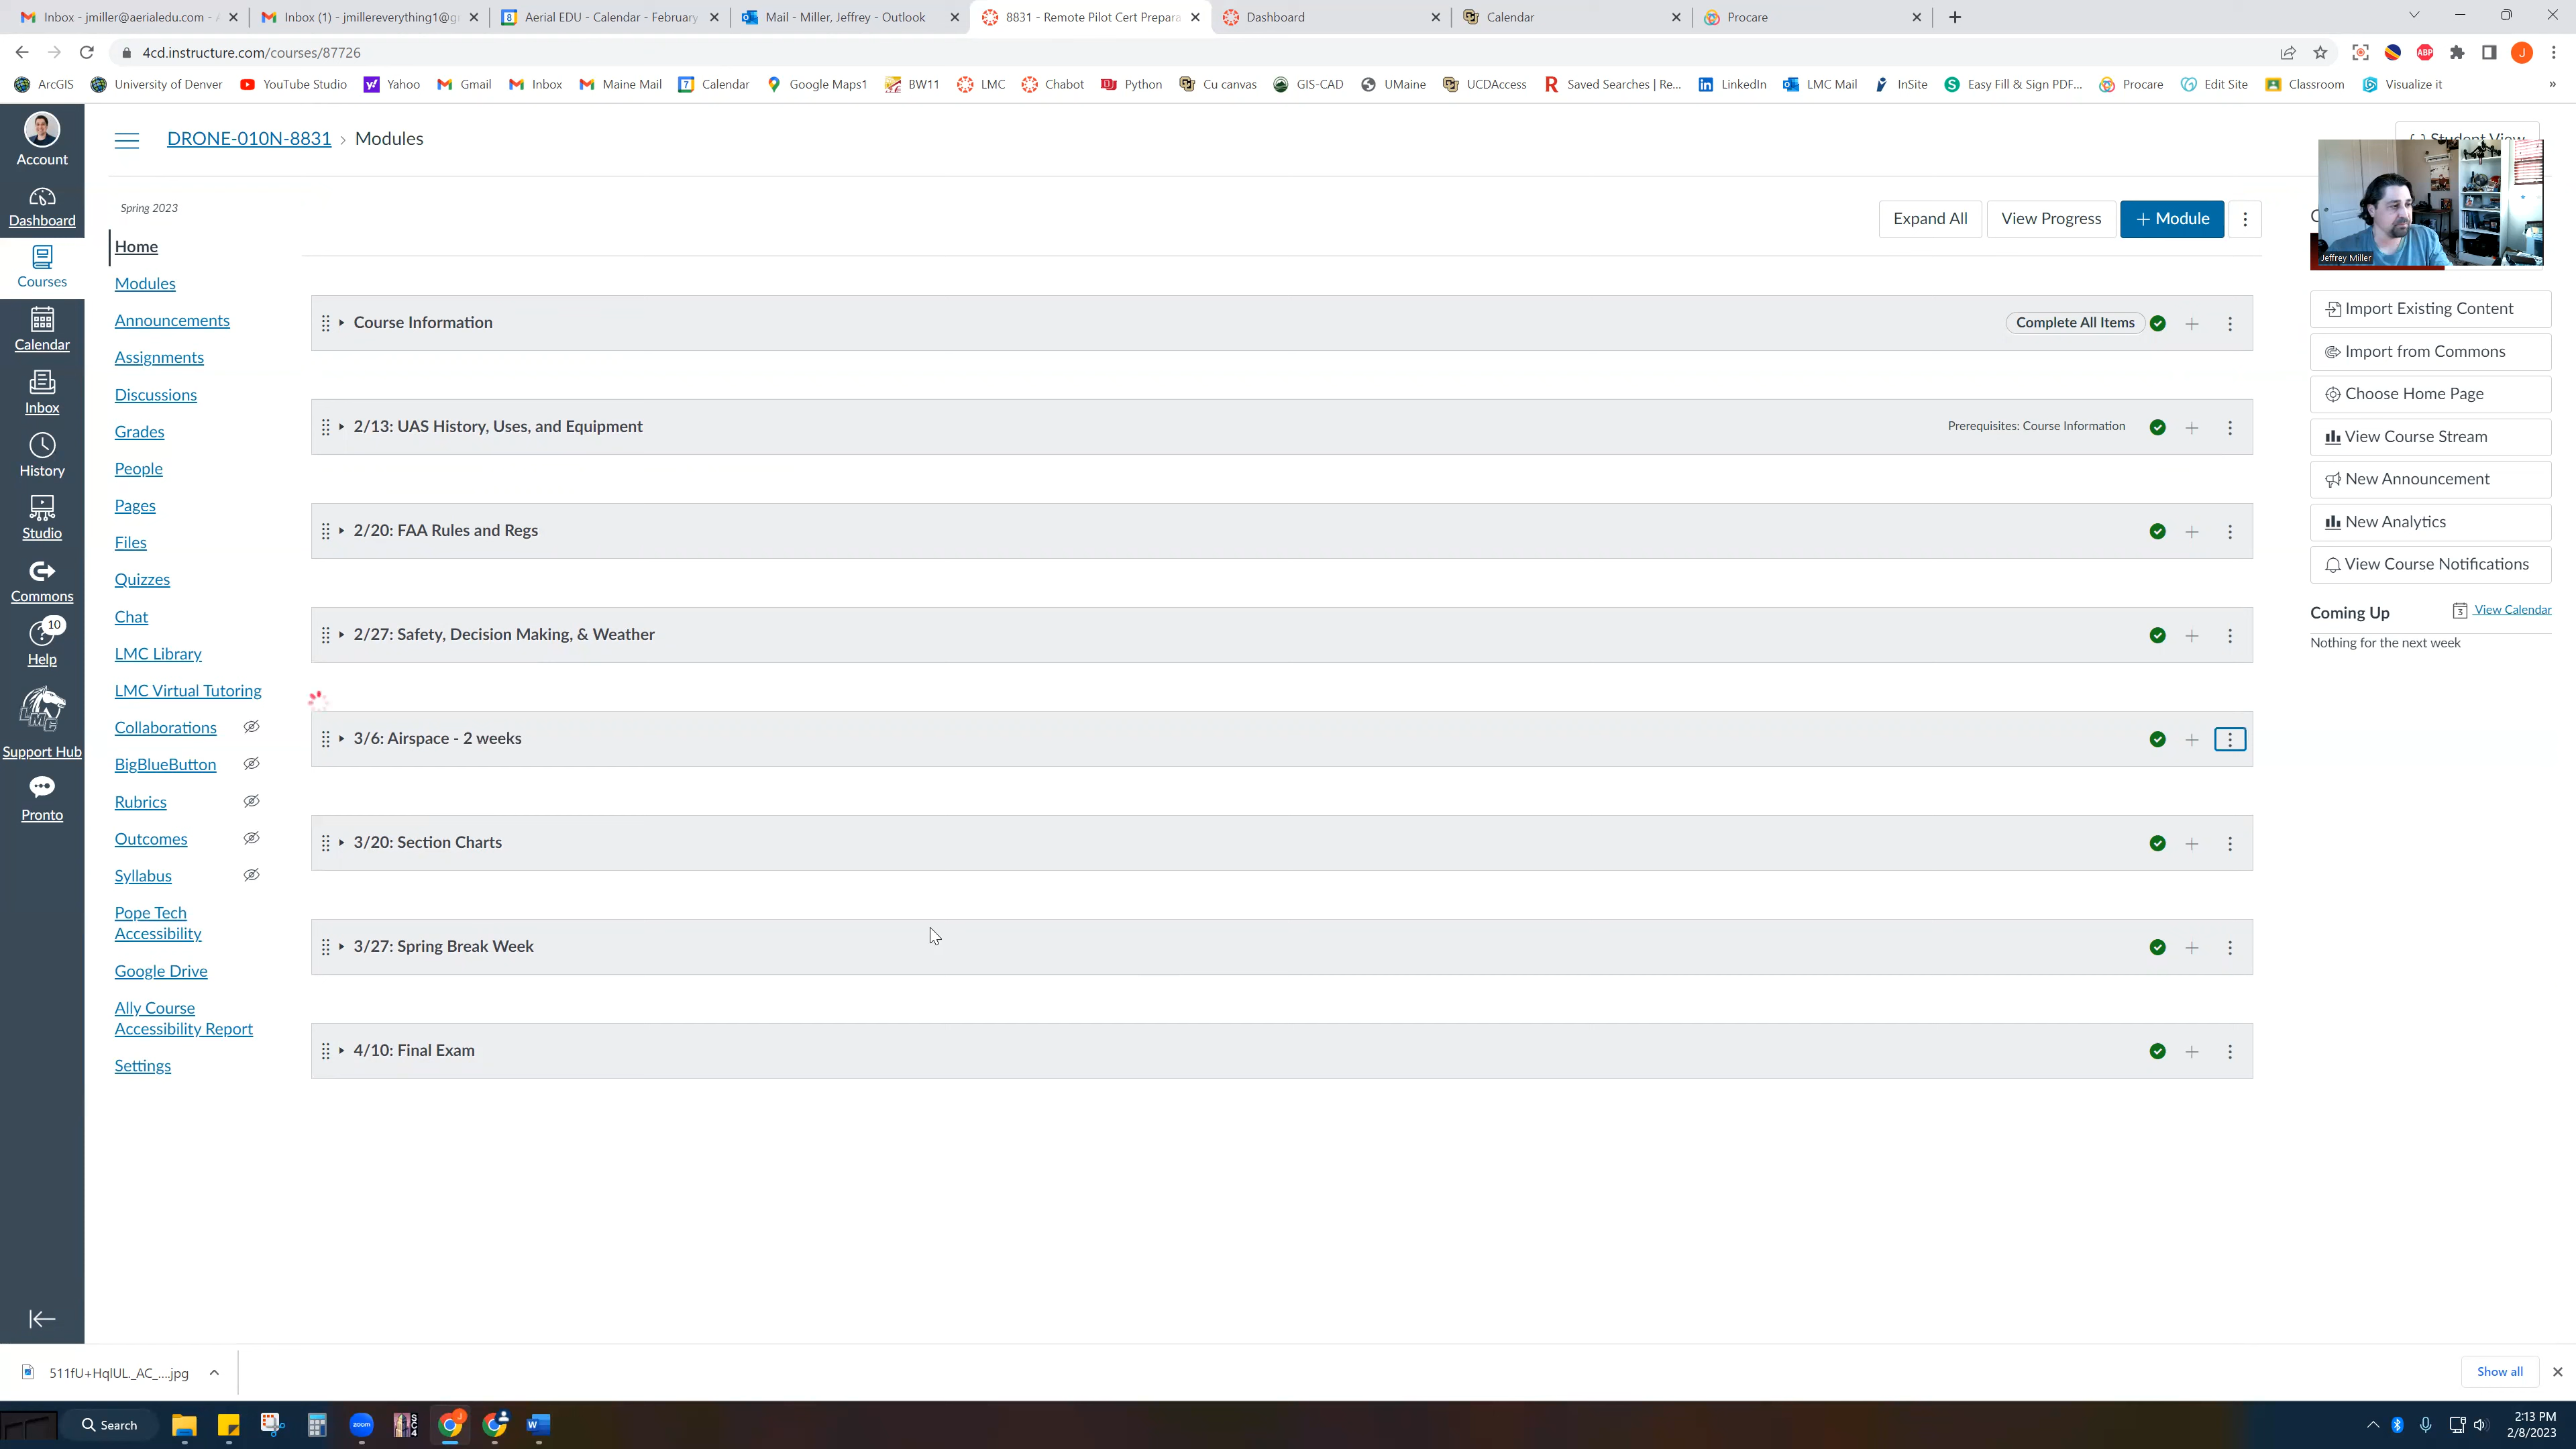 Inbox - jmiller@aerialedu.com -
Inbox (1) - jmillereverything1@g
Aerial EDU - Calendar - February
Mail - Miller, Jeffrey - Outlook
8831 - Remote Pilot Cert Prepara
Dashboard
Calendar
Procare
4cd.instructure.com/courses/87726
ABP
J
ArcGIS
University of Denver
YouTube Studio
Yahoo
Gmail
Inbox
Maine Mail
Calendar
Google Maps1
BW11
LMC
Chabot
Python
Cu canvas
GIS-CAD
UMaine
UCDAccess
Saved Searches | Re...
LinkedIn
LMC Mail
InSite
Easy Fill & Sign PDF...
Procare
Edit Site
Classroom
Visualize it
»
Account
Dashboard
Courses
Calendar
Inbox
History
Studio
Commons
10
Help
LMC
Support Hub
Pronto
DRONE-010N-8831 › Modules
Student View
Jeffrey Miller
Spring 2023
Home
Modules
Announcements
Assignments
Discussions
Grades
People
Pages
Files
Quizzes
Chat
LMC Library
LMC Virtual Tutoring
Collaborations
BigBlueButton
Rubrics
Outcomes
Syllabus
Pope Tech
Accessibility
Google Drive
Ally Course
Accessibility Report
Settings
Expand All
View Progress
+ Module
Course Information
Complete All Items
2/13: UAS History, Uses, and Equipment
Prerequisites: Course Information
2/20: FAA Rules and Regs
2/27: Safety, Decision Making, & Weather
3/6: Airspace - 2 weeks
3/20: Section Charts
3/27: Spring Break Week
4/10: Final Exam
Import Existing Content
Import from Commons
Choose Home Page
View Course Stream
New Announcement
New Analytics
View Course Notifications
Coming Up
3 View Calendar
Nothing for the next week
511fU+HqlUL._AC_....jpg
Show all
Search
zoom
SC4
W
2:13 PM
2/8/2023